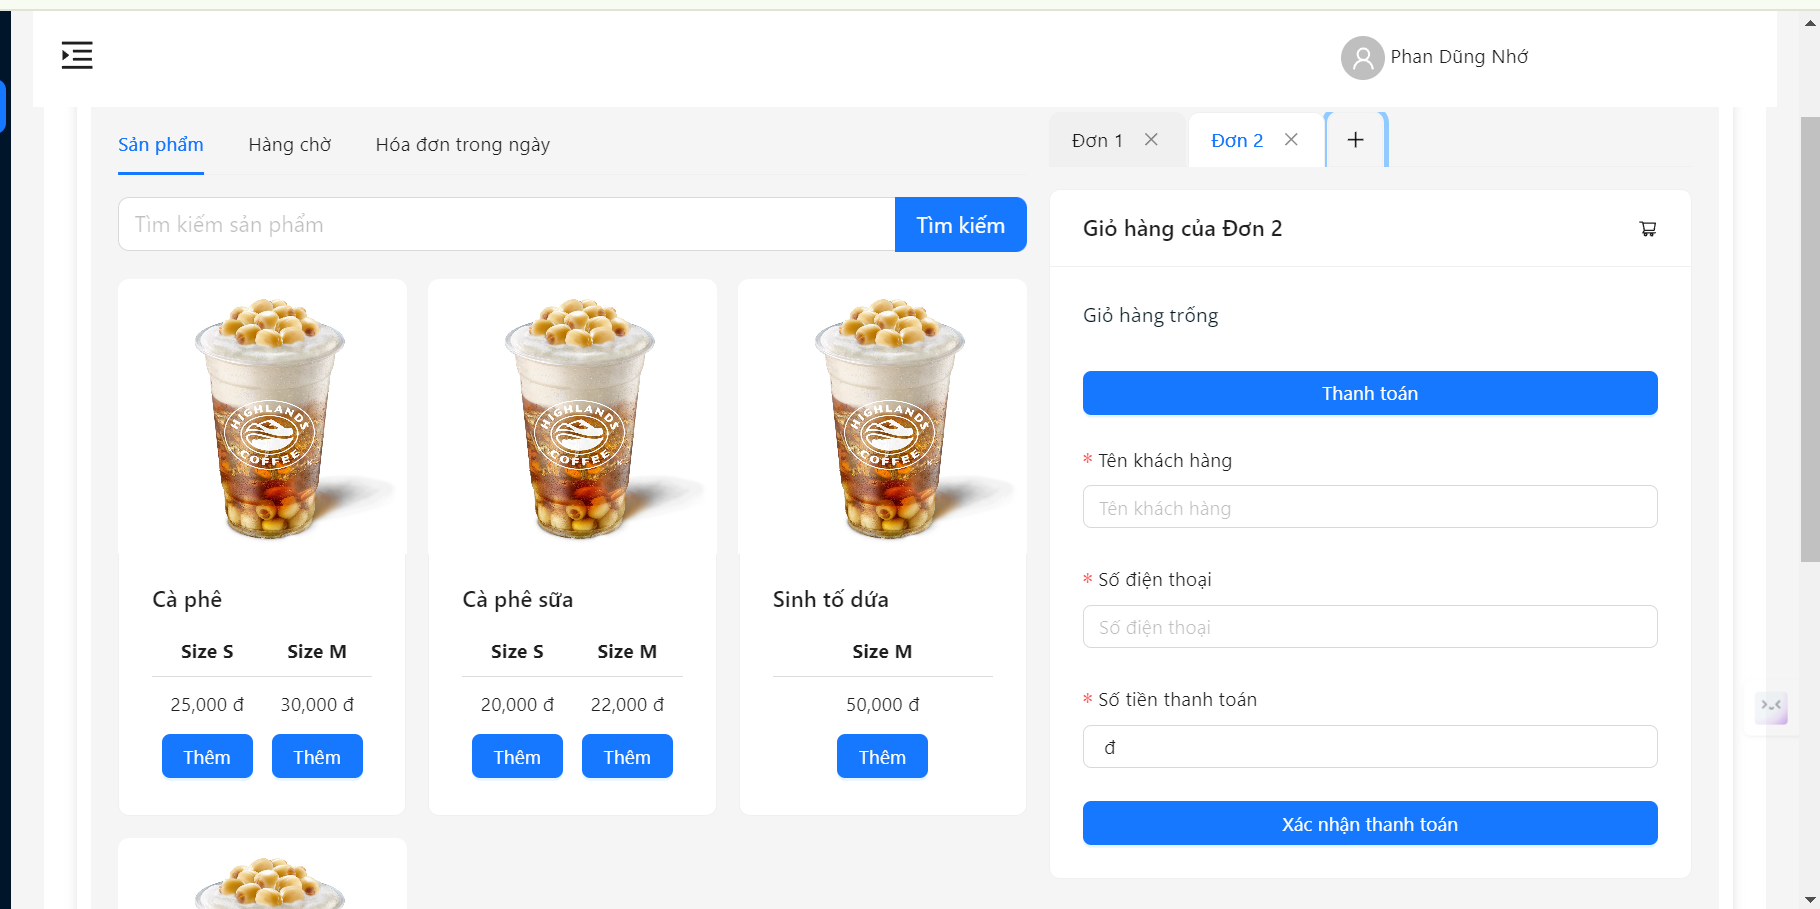 Phan Dũng Nhớ
Sản phẩm Hàng chờ Hóa đơn trong ngày
Tìm kiếm sản phẩm Tìm kiếm
HIGHLANDS COFFEE
HIGHLANDS COFFEE
HIGHLANDS COFFEE
Cà phê
Size S Size M
25,000 đ 30,000 đ
Thêm Thêm
Cà phê sữa
Size S Size M
20,000 đ 22,000 đ
Thêm Thêm
Sinh tố dứa
Size M
50,000 đ
Thêm
Đơn 1 Đơn 2 +
Giỏ hàng của Đơn 2
Giỏ hàng trống
Thanh toán
* Tên khách hàng
Tên khách hàng
* Số điện thoại
Số điện thoại
* Số tiền thanh toán
đ
Xác nhận thanh toán